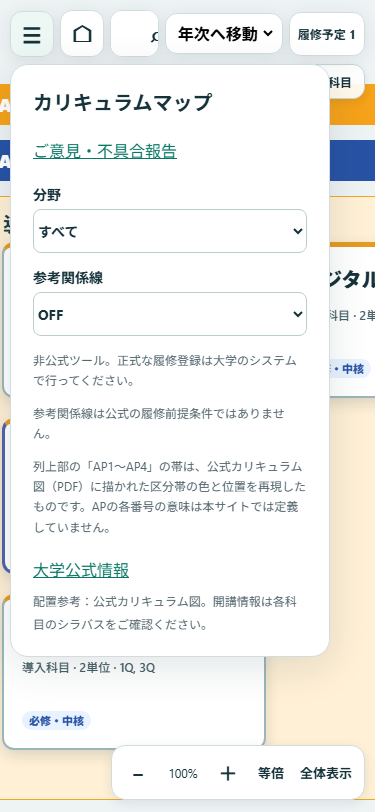 年次へ移動
履修予定 1
カリキュラムマップ
科目
ご意見・不具合報告
分野
すべて
参考関係線
OFF
ジタル
科目・2単
・中核
非公式ツール。正式な履修登録は大学のシステム
で行ってください。
参考関係線は公式の履修前提条件ではありませ
ん。
列上部の「AP1〜AP4」の帯は、公式カリキュラム
図（PDF）に描かれた区分帯の色と位置を再現した
ものです。APの各番号の意味は本サイトでは定義
していません。
大学公式情報
配置参考：公式カリキュラム図。開講情報は各科
目のシラバスをご確認ください。
導入科目・2単位・1Q, 3Q
必修・中核
− 100% + 等倍 全体表示